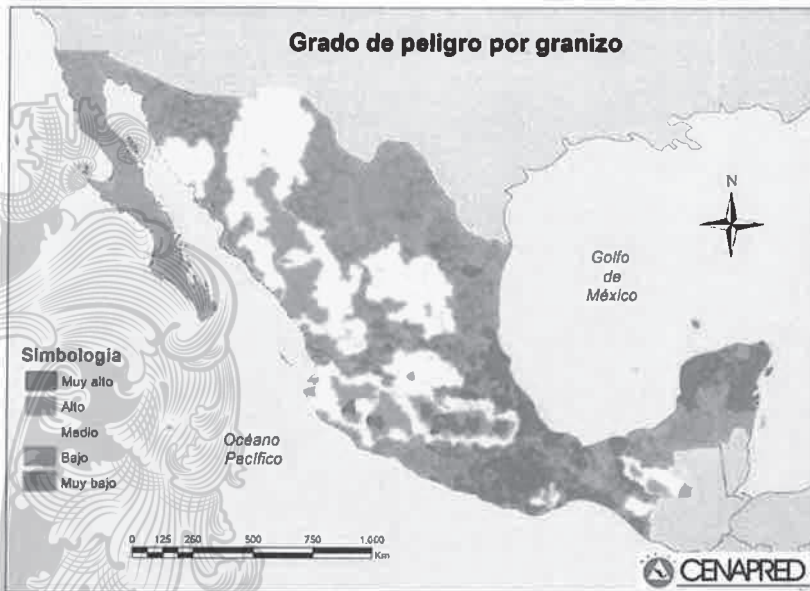 Grado de peligro por granizo
N
Golfo
de
México
Simbología
Muy alto
Alto
Medio
Bajo
Muy bajo
Océano
Pacífico
0 125 250 500 750 1,000
Km
CENAPRED